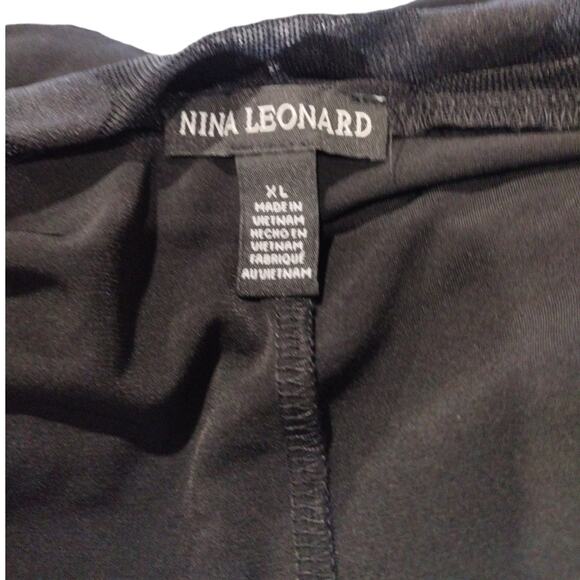 NINA LEONARD
XL
MADE IN
VIETNAM
HECHO EN
VIETNAM
FABRIQUÉ
AU VIETNAM